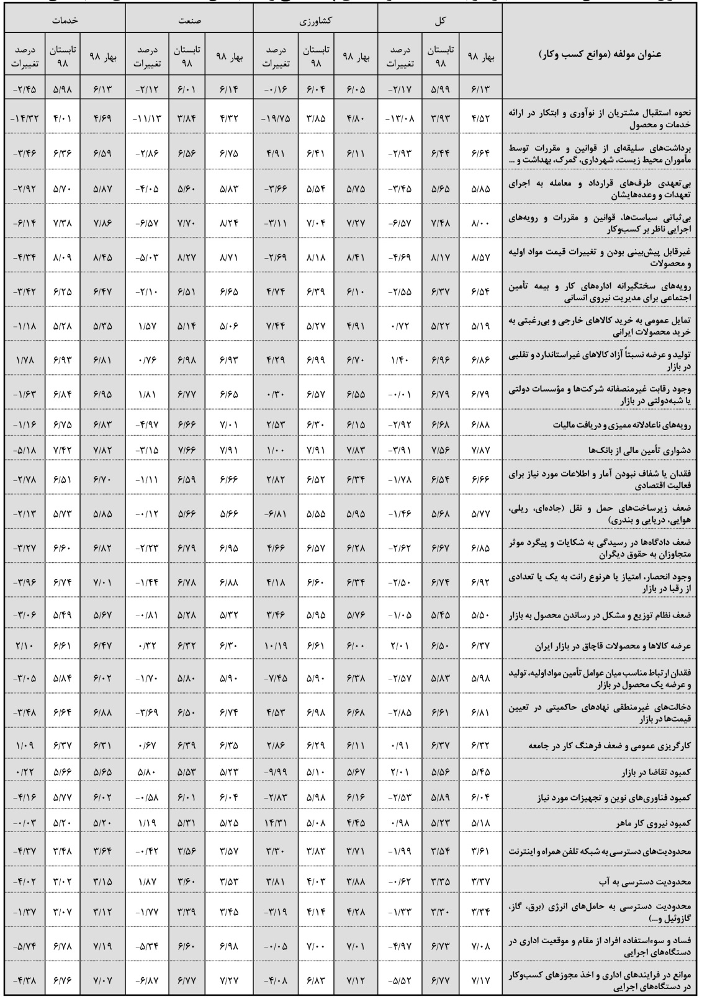 عنوان مولفه (موانع کسب وکار) | کل | کشاورزی | صنعت | خدمات
بهار ۹۸ | تابستان ۹۸ | درصد تغییرات | بهار ۹۸ | تابستان ۹۸ | درصد تغییرات | بهار ۹۸ | تابستان ۹۸ | درصد تغییرات | بهار ۹۸ | تابستان ۹۸ | درصد تغییرات
۶/۱۳ | ۵/۹۹ | -۲/۱۷ | ۶/۰۵ | ۶/۰۴ | -۰/۱۶ | ۶/۱۴ | ۶/۰۱ | -۲/۱۲ | ۶/۱۳ | ۵/۹۸ | -۲/۴۵
نحوه استقبال مشتریان از نوآوری و ابتکار در ارائه
خدمات و محصول | ۴/۵۲ | ۳/۹۳ | -۱۳/۰۸ | ۴/۸۰ | ۳/۸۵ | -۱۹/۷۵ | ۴/۳۲ | ۳/۸۴ | -۱۱/۱۳ | ۴/۶۹ | ۴/۰۱ | -۱۴/۳۲
برداشت‌های سلیقه‌ای از قوانین و مقررات توسط
مأموران محیط زیست، شهرداری، گمرک، بهداشت و ... | ۶/۶۴ | ۶/۴۴ | -۲/۹۳ | ۶/۱۱ | ۶/۴۱ | ۴/۹۱ | ۶/۷۵ | ۶/۵۶ | -۲/۸۶ | ۶/۵۹ | ۶/۳۶ | -۳/۴۶
بی‌تعهدی طرف‌های قرارداد و معامله به اجرای
تعهدات و وعده‌هایشان | ۵/۸۵ | ۵/۶۵ | -۳/۴۵ | ۵/۷۵ | ۵/۵۴ | -۳/۶۶ | ۵/۸۳ | ۵/۶۰ | -۴/۰۵ | ۵/۸۷ | ۵/۷۰ | -۲/۹۲
بی‌ثباتی سیاست‌ها، قوانین و مقررات و رویه‌های
اجرایی ناظر بر کسب‌وکار | ۸/۰۰ | ۷/۴۸ | -۶/۵۷ | ۷/۲۷ | ۷/۰۴ | -۳/۱۱ | ۸/۲۴ | ۷/۷۰ | -۶/۵۷ | ۷/۸۶ | ۷/۳۸ | -۶/۱۴
غیرقابل پیش‌بینی بودن و تغییرات قیمت مواد اولیه
و محصولات | ۸/۵۷ | ۸/۱۷ | -۴/۶۹ | ۸/۴۱ | ۸/۱۸ | -۲/۶۹ | ۸/۷۱ | ۸/۲۷ | -۵/۰۳ | ۸/۴۵ | ۸/۰۹ | -۴/۳۴
رویه‌های سختگیرانه اداره‌های کار و بیمه تأمین
اجتماعی برای مدیریت نیروی انسانی | ۶/۵۴ | ۶/۳۷ | -۲/۵۵ | ۶/۱۰ | ۶/۳۹ | ۴/۷۴ | ۶/۶۵ | ۶/۵۱ | -۲/۱۰ | ۶/۴۷ | ۶/۲۵ | -۳/۴۲
تمایل عمومی به خرید کالاهای خارجی و بی‌رغبتی به
خرید محصولات ایرانی | ۵/۱۹ | ۵/۲۲ | ۰/۷۲ | ۴/۹۱ | ۵/۲۷ | ۷/۴۴ | ۵/۰۶ | ۵/۱۴ | ۱/۵۷ | ۵/۳۵ | ۵/۲۸ | -۱/۱۸
تولید و عرضه نسبتاً آزاد کالاهای غیراستاندارد و تقلبی
در بازار | ۶/۸۶ | ۶/۹۶ | ۱/۴۰ | ۶/۷۰ | ۶/۹۹ | ۴/۲۹ | ۶/۹۳ | ۶/۹۸ | ۰/۷۶ | ۶/۸۱ | ۶/۹۳ | ۱/۷۸
وجود رقابت غیرمنصفانه شرکت‌ها و مؤسسات دولتی
یا شبه‌دولتی در بازار | ۶/۷۹ | ۶/۷۹ | -۰/۰۱ | ۶/۵۵ | ۶/۵۷ | ۰/۳۰ | ۶/۶۵ | ۶/۷۷ | ۱/۸۱ | ۶/۹۵ | ۶/۸۴ | -۱/۶۳
رویه‌های ناعادلانه ممیزی و دریافت مالیات | ۶/۸۸ | ۶/۶۸ | -۲/۹۲ | ۶/۱۵ | ۶/۳۰ | ۲/۵۳ | ۷/۰۱ | ۶/۶۶ | -۴/۹۷ | ۶/۸۳ | ۶/۷۵ | -۱/۱۶
دشواری تأمین مالی از بانک‌ها | ۷/۸۷ | ۷/۵۶ | -۳/۹۱ | ۷/۸۳ | ۷/۹۱ | ۱/۰۰ | ۷/۹۱ | ۷/۶۶ | -۳/۱۵ | ۷/۸۲ | ۷/۴۲ | -۵/۱۸
فقدان یا شفاف نبودن آمار و اطلاعات مورد نیاز برای
فعالیت اقتصادی | ۶/۶۶ | ۶/۵۴ | -۱/۷۸ | ۶/۳۴ | ۶/۵۲ | ۲/۸۲ | ۶/۶۶ | ۶/۵۹ | -۱/۱۱ | ۶/۷۰ | ۶/۵۱ | -۲/۷۸
ضعف زیرساخت‌های حمل و نقل (جاده‌ای، ریلی،
هوایی، دریایی و بندری) | ۵/۷۷ | ۵/۶۸ | -۱/۴۶ | ۵/۹۵ | ۵/۵۵ | -۶/۸۱ | ۵/۶۶ | ۵/۶۶ | -۰/۱۲ | ۵/۸۵ | ۵/۷۳ | -۲/۱۳
ضعف دادگاه‌ها در رسیدگی به شکایات و پیگرد موثر
متجاوزان به حقوق دیگران | ۶/۸۵ | ۶/۶۷ | -۲/۶۲ | ۶/۲۸ | ۶/۵۷ | ۴/۶۶ | ۶/۹۵ | ۶/۷۹ | -۲/۲۳ | ۶/۸۲ | ۶/۶۰ | -۳/۲۷
وجود انحصار، امتیاز یا هرنوع رانت به یک یا تعدادی
از رقبا در بازار | ۶/۹۲ | ۶/۷۴ | -۲/۵۰ | ۶/۳۴ | ۶/۶۰ | ۴/۱۸ | ۶/۸۸ | ۶/۷۸ | -۱/۴۴ | ۷/۰۱ | ۶/۷۴ | -۳/۹۶
ضعف نظام توزیع و مشکل در رساندن محصول به بازار | ۵/۵۰ | ۵/۴۵ | -۱/۰۵ | ۵/۷۶ | ۵/۹۵ | ۳/۴۶ | ۵/۳۲ | ۵/۲۸ | -۰/۸۱ | ۵/۶۷ | ۵/۴۹ | -۳/۰۶
عرضه کالاها و محصولات قاچاق در بازار ایران | ۶/۳۷ | ۶/۵۰ | ۲/۰۱ | ۶/۰۰ | ۶/۶۱ | ۱۰/۱۹ | ۶/۳۰ | ۶/۳۲ | ۰/۳۲ | ۶/۴۷ | ۶/۶۱ | ۲/۱۰
فقدان ارتباط مناسب میان عوامل تأمین مواد اولیه، تولید
و عرضه یک محصول در بازار | ۵/۹۸ | ۵/۸۳ | -۲/۵۷ | ۶/۳۸ | ۵/۹۰ | -۷/۴۵ | ۵/۹۰ | ۵/۸۰ | -۱/۷۰ | ۶/۰۲ | ۵/۸۴ | -۳/۰۵
دخالت‌های غیرمنطقی نهادهای حاکمیتی در تعیین
قیمت‌ها در بازار | ۶/۸۱ | ۶/۶۱ | -۲/۸۵ | ۶/۶۸ | ۶/۹۸ | ۴/۵۳ | ۶/۷۴ | ۶/۵۰ | -۳/۶۹ | ۶/۸۸ | ۶/۶۴ | -۳/۴۸
کارگریزی عمومی و ضعف فرهنگ کار در جامعه | ۶/۳۲ | ۶/۳۷ | ۰/۹۱ | ۶/۱۱ | ۶/۲۹ | ۲/۸۶ | ۶/۳۵ | ۶/۳۹ | ۰/۶۷ | ۶/۳۱ | ۶/۳۷ | ۱/۰۹
کمبود تقاضا در بازار | ۵/۴۵ | ۵/۵۶ | ۲/۰۱ | ۵/۶۷ | ۵/۱۰ | -۹/۹۹ | ۵/۲۳ | ۵/۵۳ | ۵/۸۰ | ۵/۶۵ | ۵/۶۶ | ۰/۲۲
کمبود فناوری‌های نوین و تجهیزات مورد نیاز | ۶/۰۴ | ۵/۸۹ | -۲/۵۳ | ۶/۱۶ | ۵/۹۸ | -۲/۸۳ | ۶/۰۴ | ۶/۰۱ | -۰/۵۸ | ۶/۰۲ | ۵/۷۷ | -۴/۱۶
کمبود نیروی کار ماهر | ۵/۱۸ | ۵/۲۳ | ۰/۹۸ | ۴/۴۵ | ۵/۰۸ | ۱۴/۳۱ | ۵/۲۵ | ۵/۳۱ | ۱/۱۹ | ۵/۲۰ | ۵/۲۰ | -۰/۰۳
محدودیت‌های دسترسی به شبکه تلفن همراه و اینترنت | ۳/۶۱ | ۳/۵۴ | -۱/۹۹ | ۳/۷۱ | ۳/۸۳ | ۳/۳۰ | ۳/۵۷ | ۳/۵۶ | -۰/۴۲ | ۳/۶۴ | ۳/۴۸ | -۴/۳۷
محدودیت دسترسی به آب | ۳/۳۷ | ۳/۳۵ | -۰/۶۲ | ۳/۸۸ | ۴/۰۳ | ۳/۸۱ | ۳/۵۳ | ۳/۶۰ | ۱/۸۷ | ۳/۱۵ | ۳/۰۲ | -۴/۰۲
محدودیت دسترسی به حامل‌های انرژی (برق، گاز،
گازوئیل و...) | ۳/۳۴ | ۳/۳۰ | -۱/۳۳ | ۴/۲۸ | ۴/۱۴ | -۳/۱۹ | ۳/۴۵ | ۳/۳۹ | -۱/۷۷ | ۳/۱۲ | ۳/۰۷ | -۱/۳۷
فساد و سوءاستفاده افراد از مقام و موقعیت اداری در
دستگاه‌های اجرایی | ۷/۰۸ | ۶/۷۳ | -۴/۹۷ | ۷/۰۱ | ۷/۰۰ | -۰/۰۵ | ۶/۹۸ | ۶/۶۰ | -۵/۳۴ | ۷/۱۹ | ۶/۷۸ | -۵/۷۴
موانع در فرایندهای اداری و اخذ مجوزهای کسب‌وکار
در دستگاه‌های اجرایی | ۷/۱۷ | ۶/۷۷ | -۵/۵۲ | ۷/۱۲ | ۶/۸۳ | -۴/۰۸ | ۷/۲۷ | ۶/۷۷ | -۶/۸۷ | ۷/۰۷ | ۶/۷۶ | -۴/۳۸